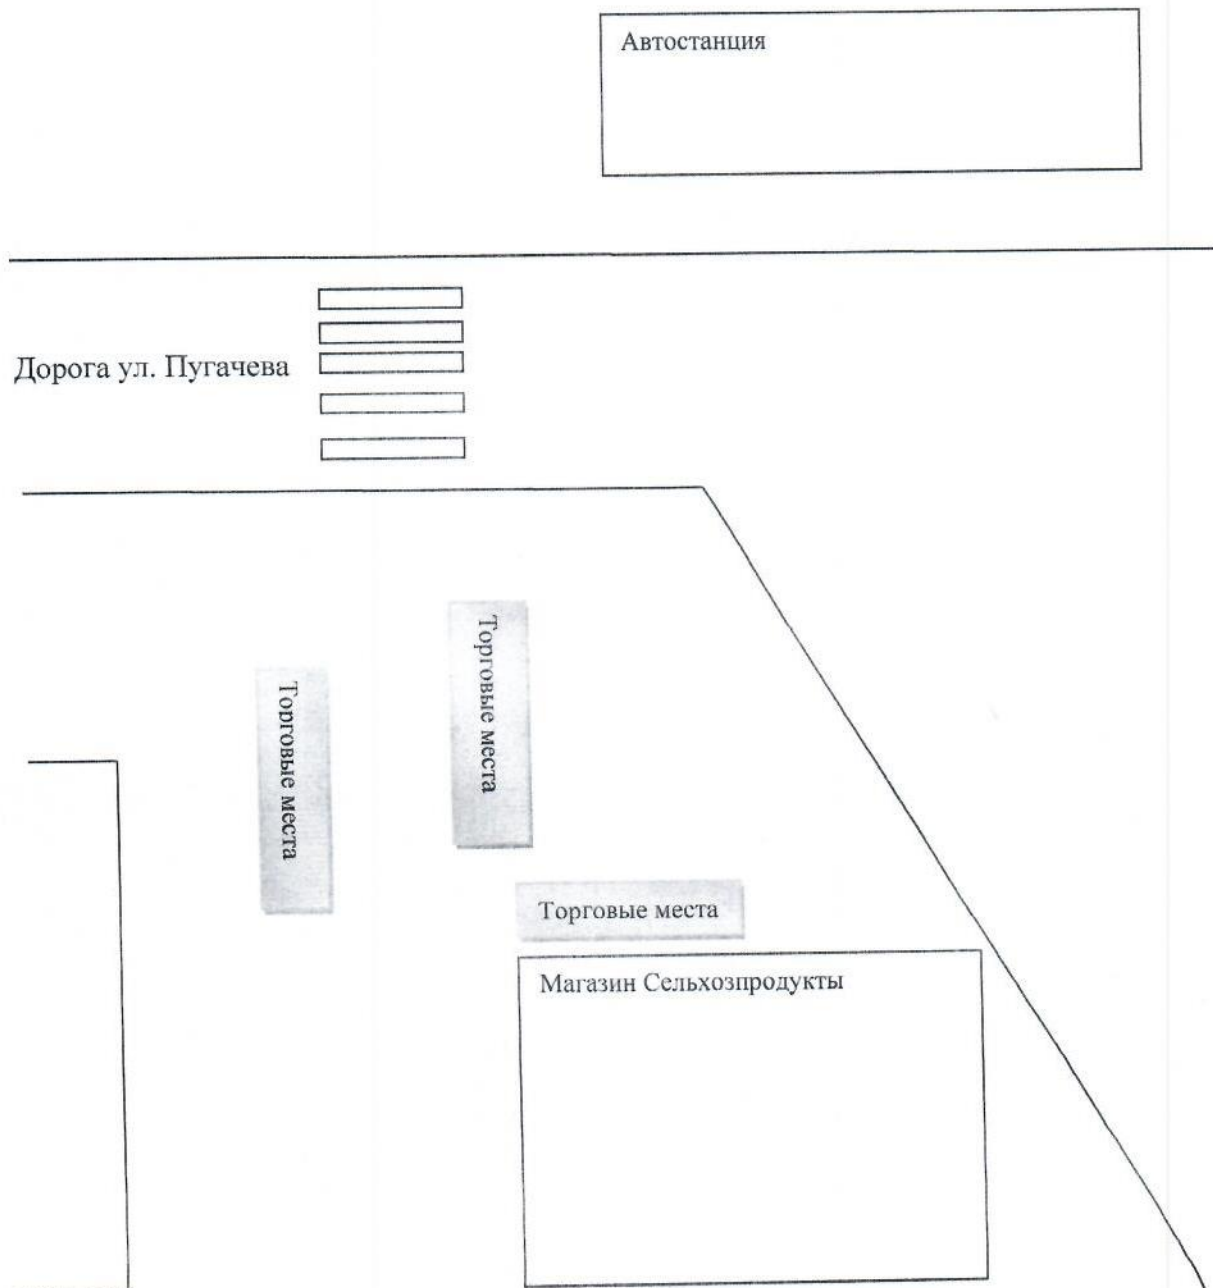 Автостанция
Дорога ул. Пугачева
Торговые места
Торговые места
Торговые места
Магазин Сельхозпродукты